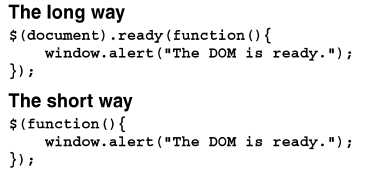 The long way
$(document).ready(function(){
    window.alert("The DOM is ready.");
});
The short way
$(function(){
    window.alert("The DOM is ready.");
});